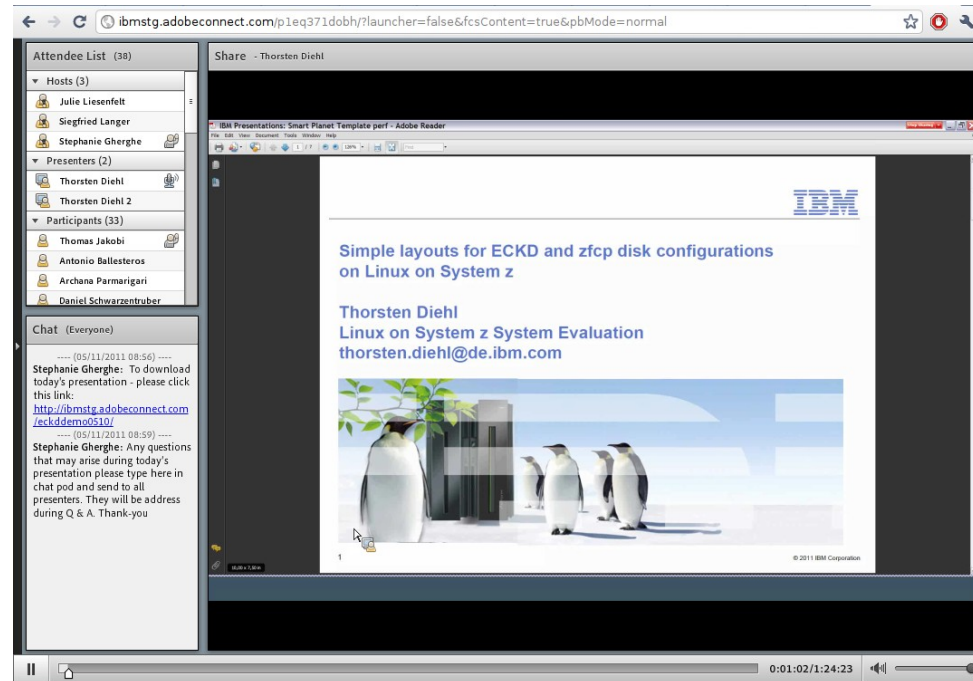 ibmstg.adobeconnect.com/p1eq371dobh/?launcher=false&fcsContent=true&pbMode=normal
Attendee List (38)
Hosts (3)
Julie Liesenfelt
Siegfried Langer
Stephanie Gherghe
Presenters (2)
Thorsten Diehl
Thorsten Diehl 2
Participants (33)
Thomas Jakobi
Antonio Ballesteros
Archana Parmarigari
Daniel Schwarzentruber
Chat (Everyone)
---- (05/11/2011 08:56) ----
Stephanie Gherghe: To download
today's presentation - please click
this link:
http://ibmstg.adobeconnect.com
/eckddemo0510/
---- (05/11/2011 08:59) ----
Stephanie Gherghe: Any questions
that may arise during today's
presentation please type here in
chat pod and send to all
presenters. They will be address
during Q & A. Thank-you
Share - Thorsten Diehl
IBM Presentations: Smart Planet Template perf - Adobe Reader
File Edit View Document Tools Window Help
1 / 7
129%
Find
IBM
Simple layouts for ECKD and zfcp disk configurations
on Linux on System z
Thorsten Diehl
Linux on System z System Evaluation
thorsten.diehl@de.ibm.com
1
© 2011 IBM Corporation
0:01:02/1:24:23